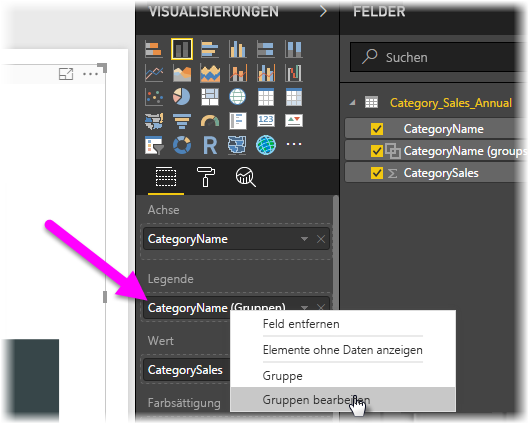 VISUALISIERUNGEN
FELDER
Suchen
Category_Sales_Annual
CategoryName
CategoryName (groups
CategorySales
Achse
CategoryName
Legende
CategoryName (Gruppen)
Wert
CategorySales
Farbsättigung
Feld entfernen
Elemente ohne Daten anzeigen
Gruppe
Gruppen bearbeiten